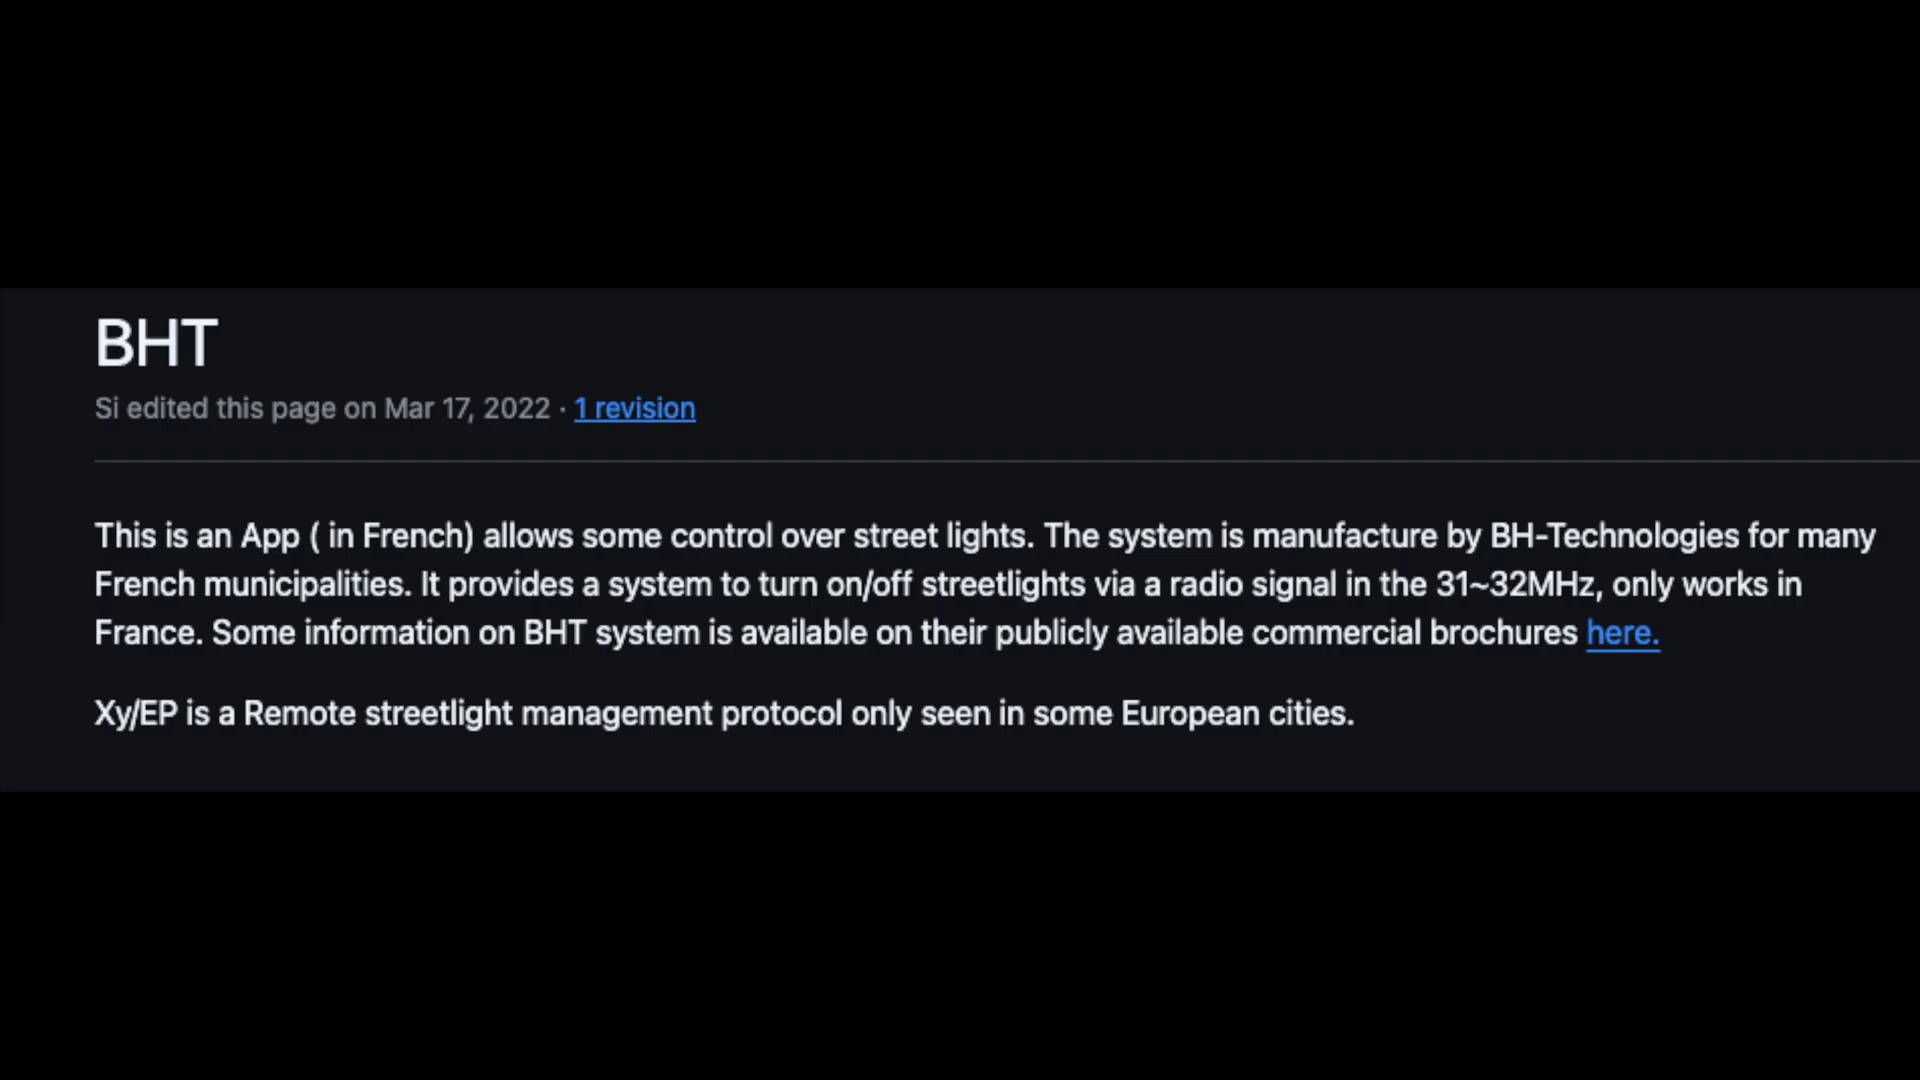 BHT
Si edited this page on Mar 17, 2022 · 1 revision
This is an App ( in French) allows some control over street lights. The system is manufacture by BH-Technologies for many
French municipalities. It provides a system to turn on/off streetlights via a radio signal in the 31~32MHz, only works in
France. Some information on BHT system is available on their publicly available commercial brochures here.
Xy/EP is a Remote streetlight management protocol only seen in some European cities.